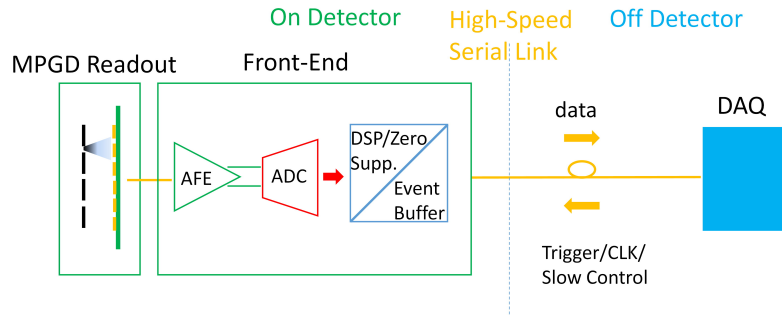 On Detector
High-Speed
Serial Link
Off Detector
MPGD Readout
Front-End
data
DAQ
AFE
ADC
DSP/Zero
Supp.
Event
Buffer
Trigger/CLK/
Slow Control